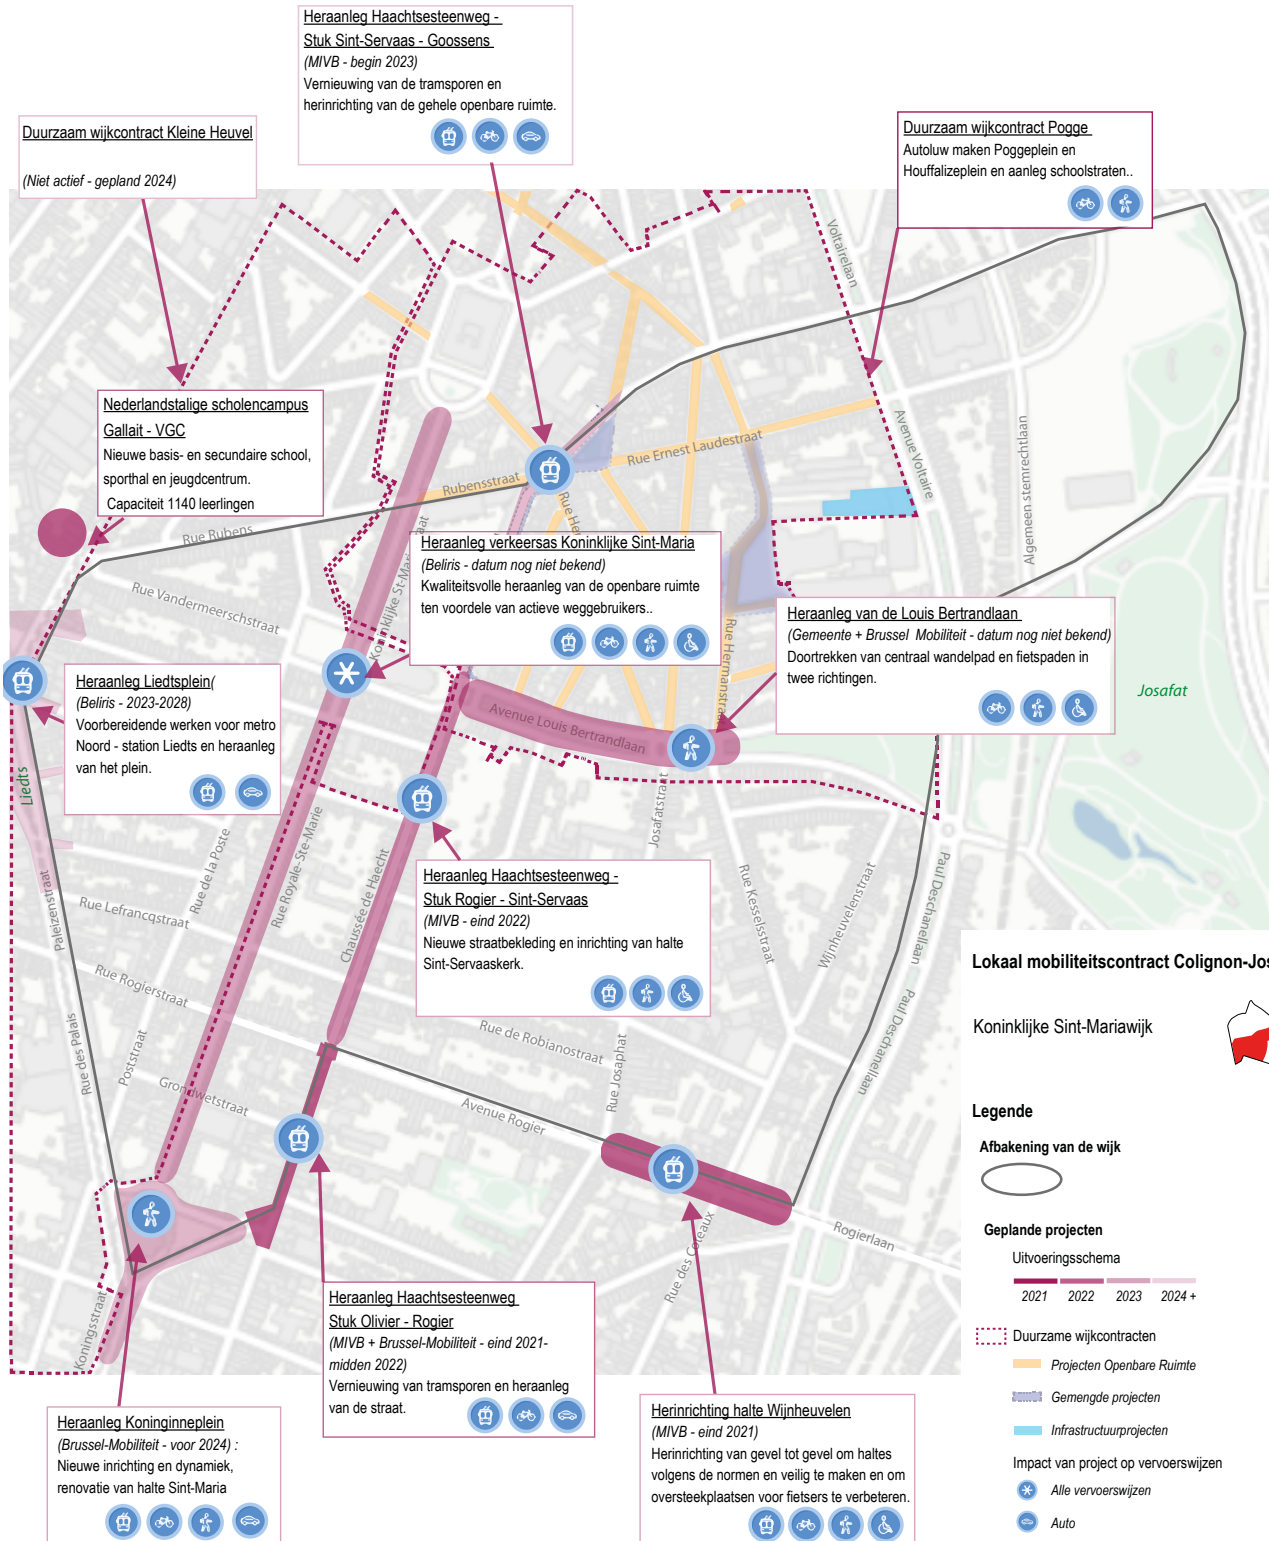 Heraanleg Haachtsesteenweg -
Stuk Sint-Servaas - Goossens
(MIVB - begin 2023)
Vernieuwing van de tramsporen en
herinrichting van de gehele openbare ruimte.
Duurzaam wijkcontract Kleine Heuvel
(Niet actief - gepland 2024)
Duurzaam wijkcontract Pogge
Autoluw maken Poggeplein en
Houffalizeplein en aanleg schoolstraten..
Voltairelaan
Nederlandstalige scholencampus
Gallait - VGC
Nieuwe basis- en secundaire school,
sporthal en jeugdcentrum.
Capaciteit 1140 leerlingen
Rue Ernest Laudestraat
Avenue Voltaire
Algemeen stemrechtlaan
Rubensstraat
Rue Rubens
Rue Vandermeerschstraat
Heraanleg verkeersas Koninklijke Sint-Maria
(Beliris - datum nog niet bekend)
Kwaliteitsvolle heraanleg van de openbare ruimte
ten voordele van actieve weggebruikers..
Heraanleg van de Louis Bertrandlaan
(Gemeente + Brussel Mobiliteit - datum nog niet bekend)
Doortrekken van centraal wandelpad en fietspaden in
twee richtingen.
Rue Hermanstraat
Josafat
Heraanleg Liedtsplein(
(Beliris - 2023-2028)
Voorbereidende werken voor metro
Noord - station Liedts en heraanleg
van het plein.
Liedts
Avenue Louis Bertrandlaan
Josafatstraat
Rue Kesselsstraat
Wijnheuvelenstraat
Paul Deschanellaan
Rue de la Poste
Rue Royale-Ste-Marie
Chaussée de Haecht
Paleizenstraat
Rue Lefrancqstraat
Heraanleg Haachtsesteenweg -
Stuk Rogier - Sint-Servaas
(MIVB - eind 2022)
Nieuwe straatbekleding en inrichting van halte
Sint-Servaaskerk.
Rue Rogierstraat
Rue des Palais
Poststraat
Grondwetstraat
Rue de Robianostraat
Rue Josaphat
Avenue Rogier
Paul Deschanellaan
Rogierlaan
Rue des Coteaux
Koningsstraat
Heraanleg Haachtsesteenweg
Stuk Olivier - Rogier
(MIVB + Brussel-Mobiliteit - eind 2021-
midden 2022)
Vernieuwing van tramsporen en heraanleg
van de straat.
Heraanleg Koninginneplein
(Brussel-Mobiliteit - voor 2024) :
Nieuwe inrichting en dynamiek,
renovatie van halte Sint-Maria
Herinrichting halte Wijnheuvelen
(MIVB - eind 2021)
Herinrichting van gevel tot gevel om haltes
volgens de normen en veilig te maken en om
oversteekplaatsen voor fietsers te verbeteren.
Lokaal mobiliteitscontract Colignon-Jos
Koninklijke Sint-Mariawijk
Legende
Afbakening van de wijk
Geplande projecten
Uitvoeringsschema
2021 2022 2023 2024 +
Duurzame wijkcontracten
Projecten Openbare Ruimte
Gemengde projecten
Infrastructuurprojecten
Impact van project op vervoerswijzen
Alle vervoerswijzen
Auto